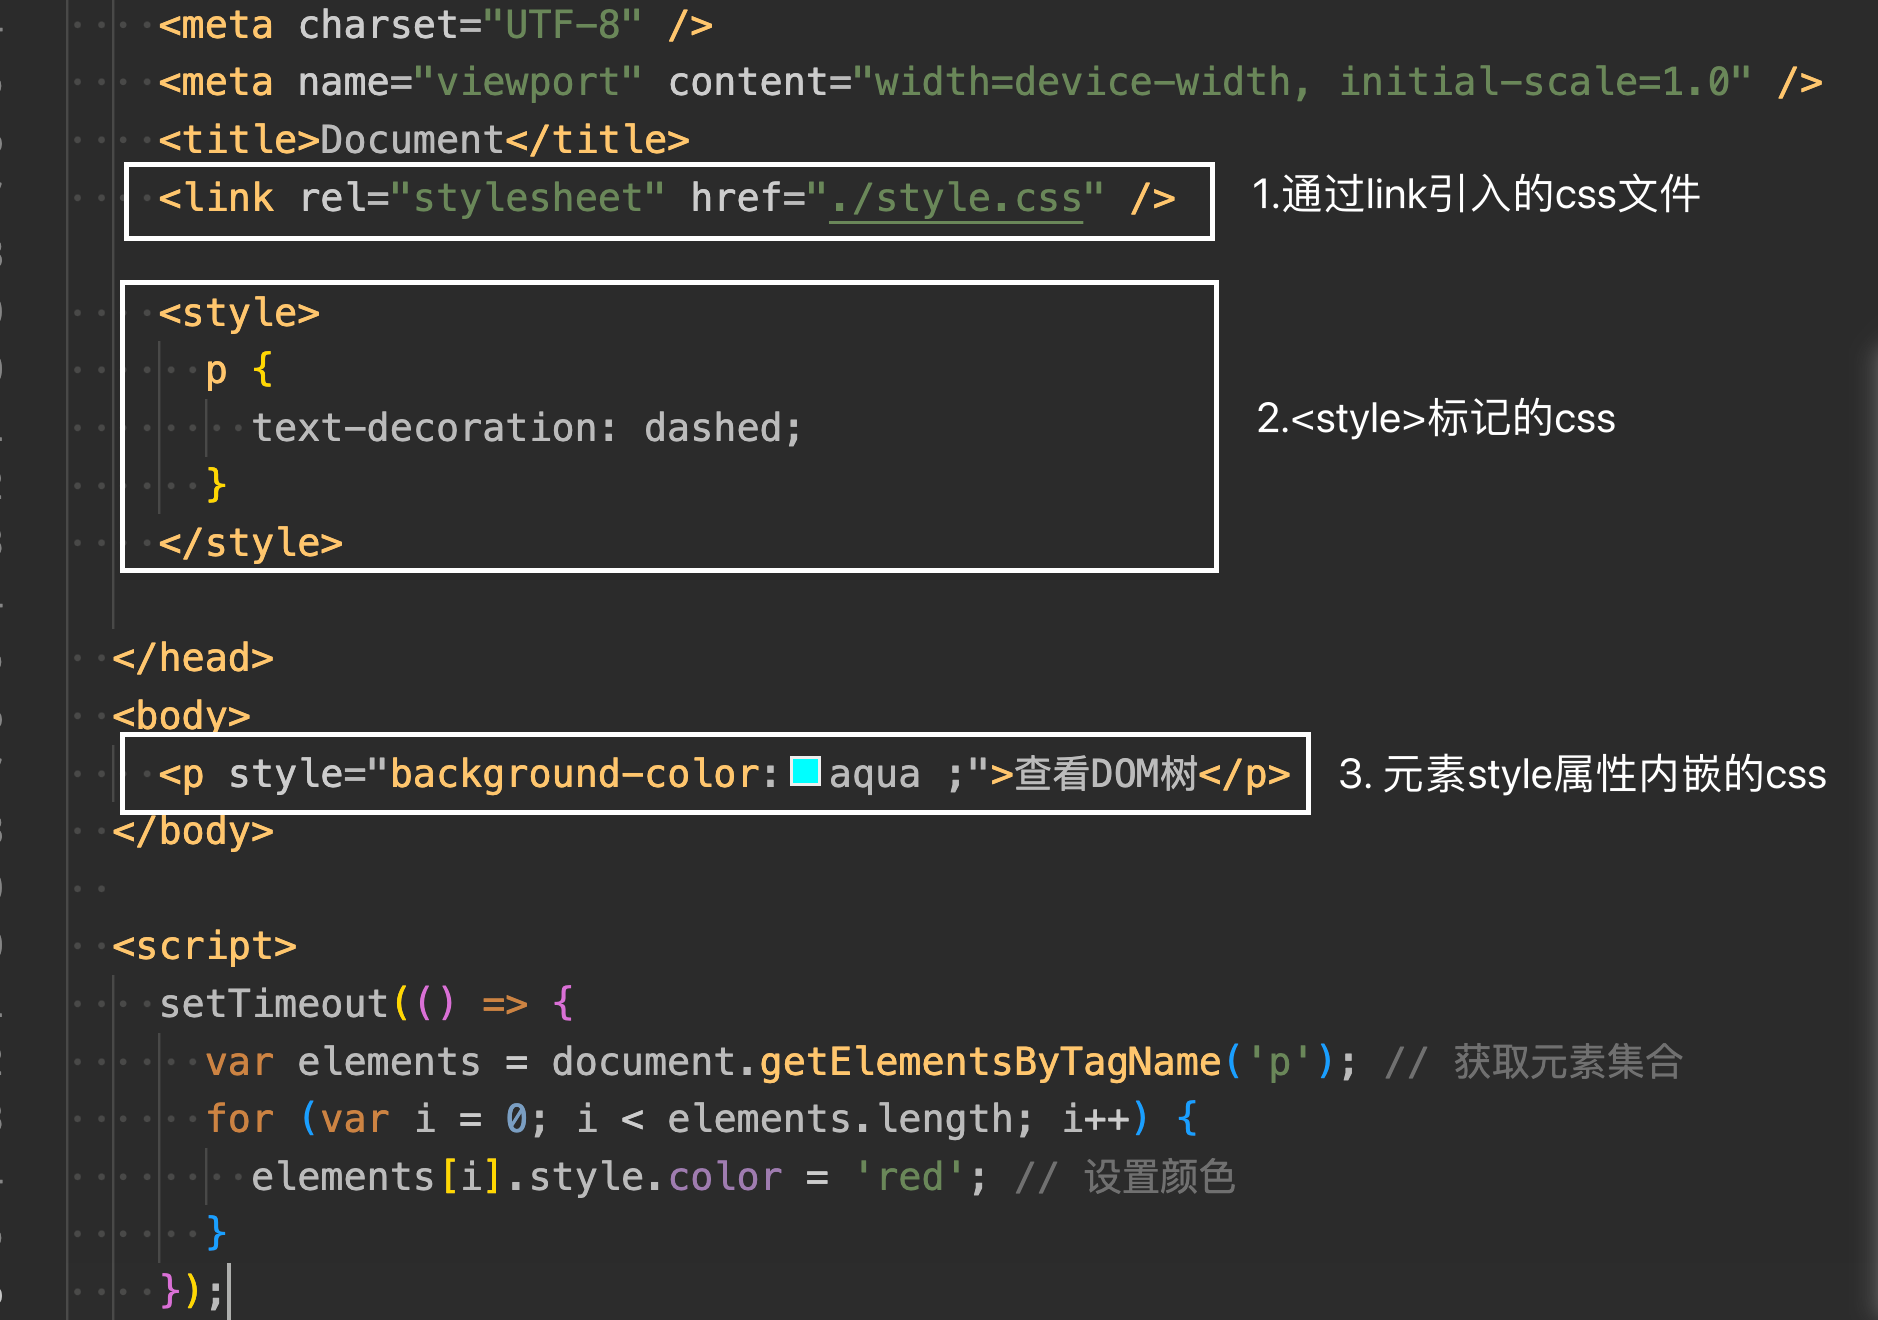 <meta charset="UTF-8" />
<meta name="viewport" content="width=device-width, initial-scale=1.0" />
<title>Document</title>
<link rel="stylesheet" href="./style.css" />
1.通过link引入的css文件
<style>
p {
text-decoration: dashed;
2.<style>标记的css
}
</style>
</head>
<body>
<p style="background-color:aqua ;">查看DOM树</p>
3. 元素style属性内嵌的css
</body>
<script>
setTimeout(() => {
var elements = document.getElementsByTagName('p'); // 获取元素集合
for (var i = 0; i < elements.length; i++) {
elements[i].style.color = 'red'; // 设置颜色
}
});